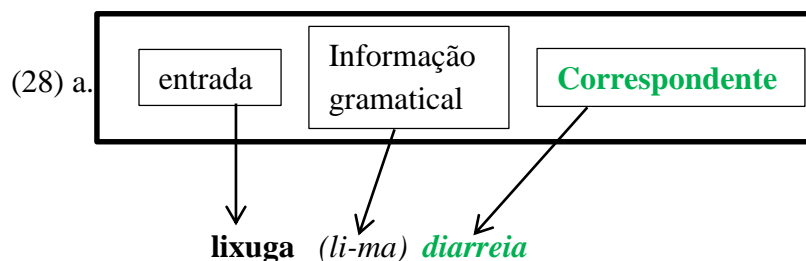 (28) a.
entrada
Informação
gramatical
Correspondente
lixuga (li-ma) diarreia